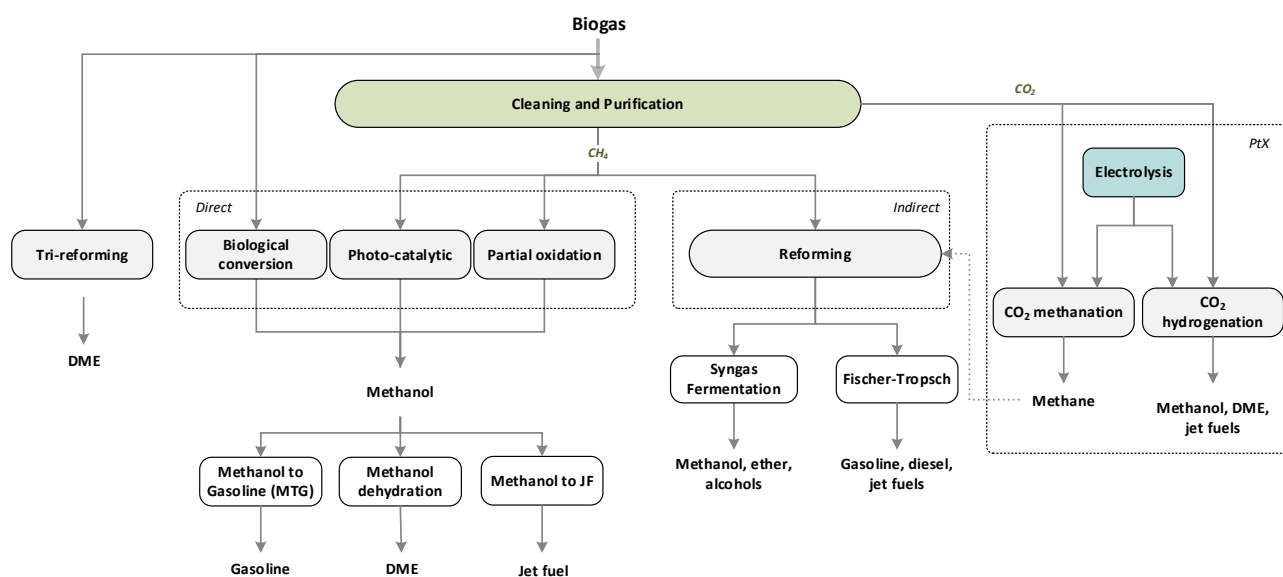 Biogas
Cleaning and Purification
CO₂
CH₄
PtX
Electrolysis
Direct
Indirect
Tri-reforming
Biological
conversion
Photo-catalytic
Partial oxidation
Reforming
CO₂ methanation
CO₂
hydrogenation
DME
Methanol
Syngas
Fermentation
Fischer-Tropsch
Methane
Methanol, DME,
jet fuels
Methanol to
Gasoline (MTG)
Methanol
dehydration
Methanol to JF
Methanol, ether,
alcohols
Gasoline, diesel,
jet fuels
Gasoline
DME
Jet fuel